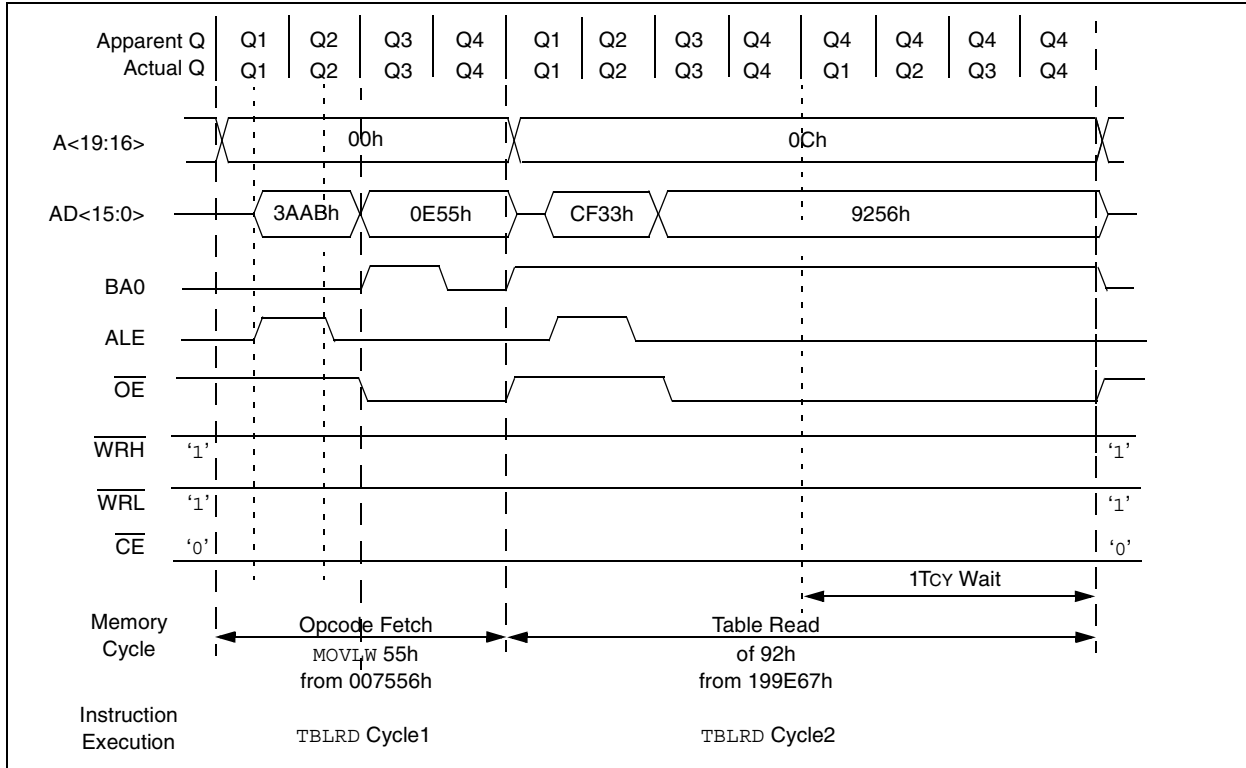 Apparent Q Q1 Q2 Q3 Q4 Q1 Q2 Q3 Q4 Q4 Q4 Q4 Q4
Actual Q Q1 Q2 Q3 Q4 Q1 Q2 Q3 Q4 Q1 Q2 Q3 Q4
A<19:16> 00h 0Ch
AD<15:0> 3AABh 0E55h CF33h 9256h
BA0
ALE
OE
WRH ‘1’ ‘1’
WRL ‘1’ ‘1’
CE ‘0’ ‘0’
1TCY Wait
Memory
Cycle
Opcode Fetch
MOVLW 55h
from 007556h
Table Read
of 92h
from 199E67h
Instruction
Execution
TBLRD Cycle1
TBLRD Cycle2